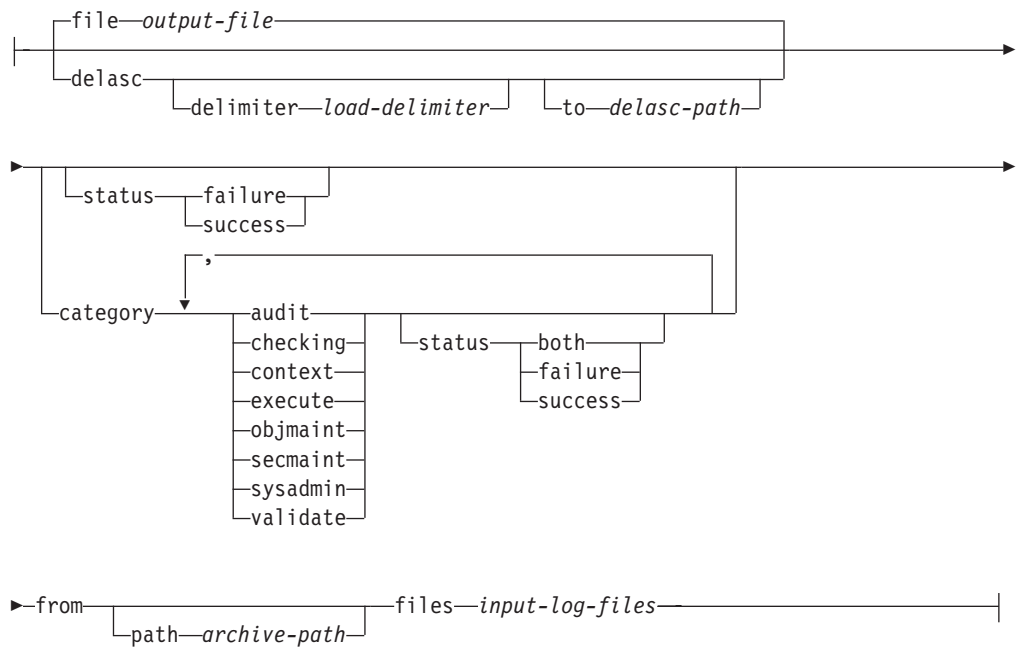 file output-file
delasc
delimiter load-delimiter to delasc-path
status failure
success
,
category audit
checking status both
context failure
execute success
objmaint
secmaint
sysadmin
validate
from files input-log-files
path archive-path